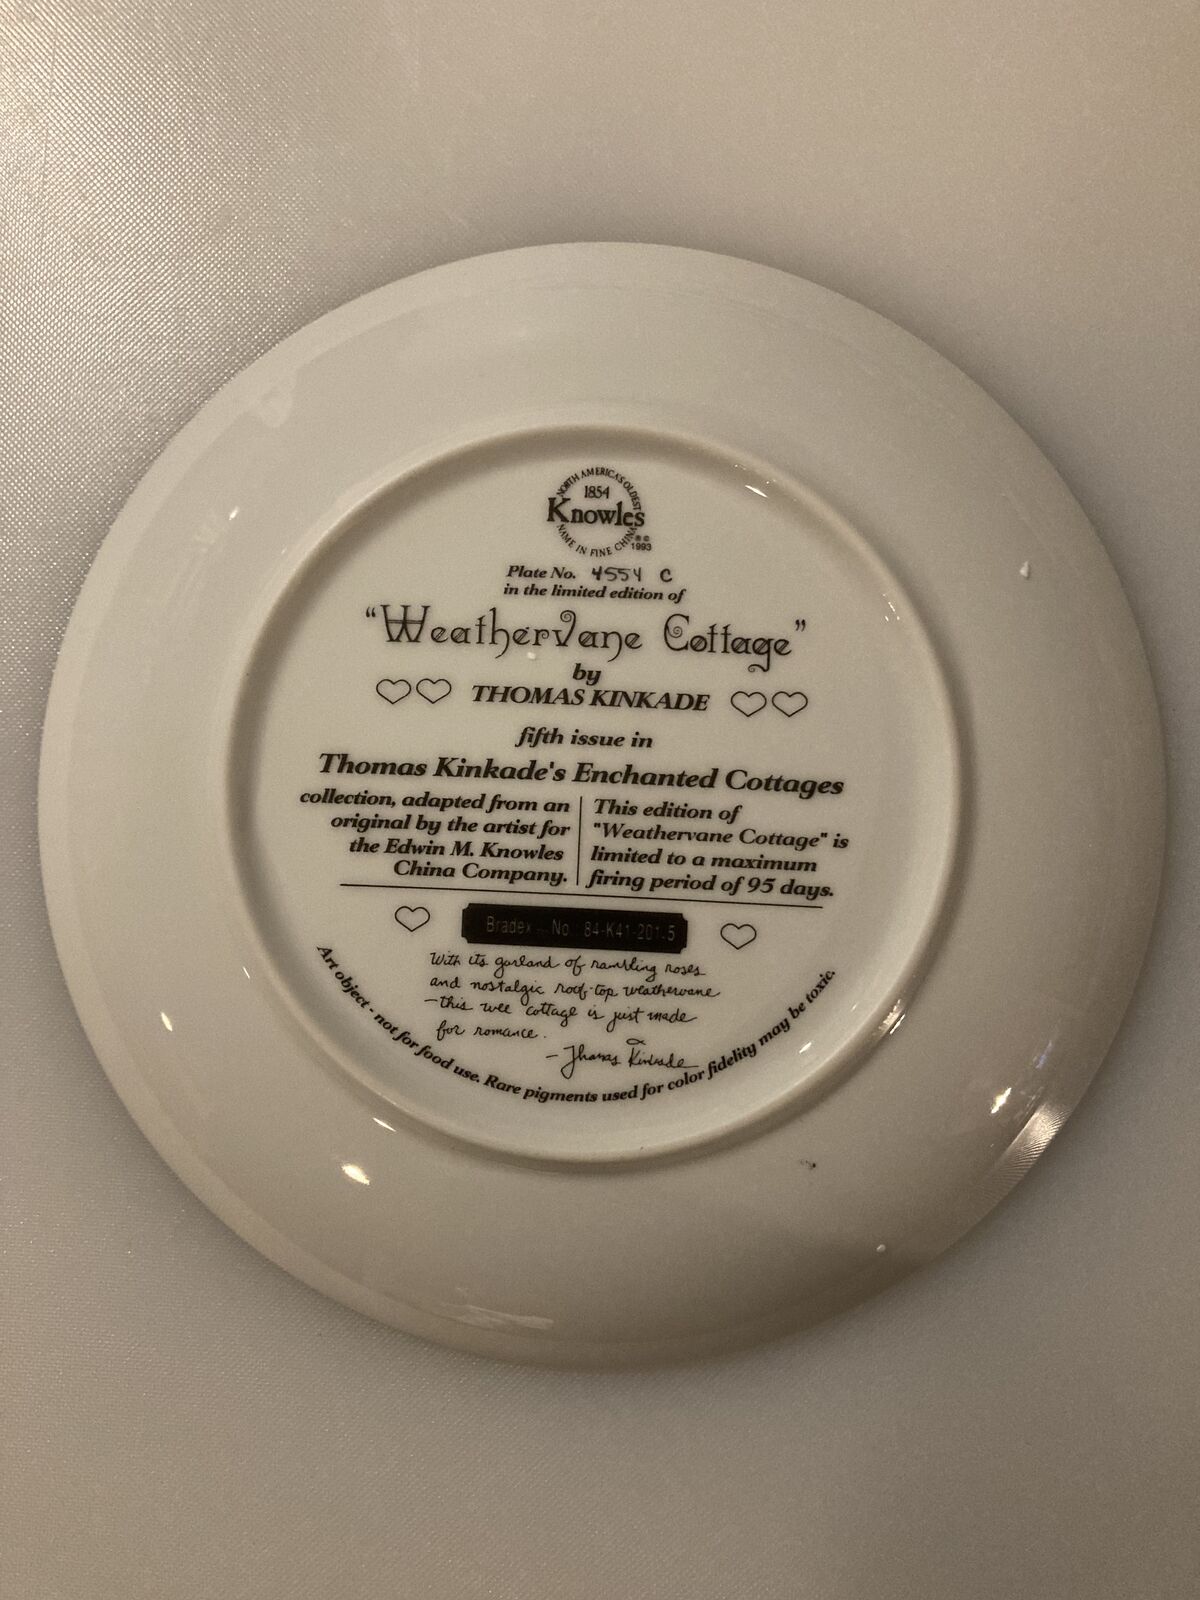 NORTH AMERICA'S OLDEST
1854
Knowles
NAME IN FINE CHINA
®©
1993
Plate No. 4554 C
in the limited edition of
"Weathervane Cottage"
by
THOMAS KINKADE
fifth issue in
Thomas Kinkade's Enchanted Cottages
collection, adapted from an
original by the artist for
the Edwin M. Knowles
China Company.
This edition of
"Weathervane Cottage" is
limited to a maximum
firing period of 95 days.
Bradex - No. 84-K41-201.5
With its garland of rambling roses
and nostalgic roof-top weathervane
—this wee cottage is just made
for romance.
— Thomas Kinkade
Art object - not for food use. Rare pigments used for color fidelity may be toxic.